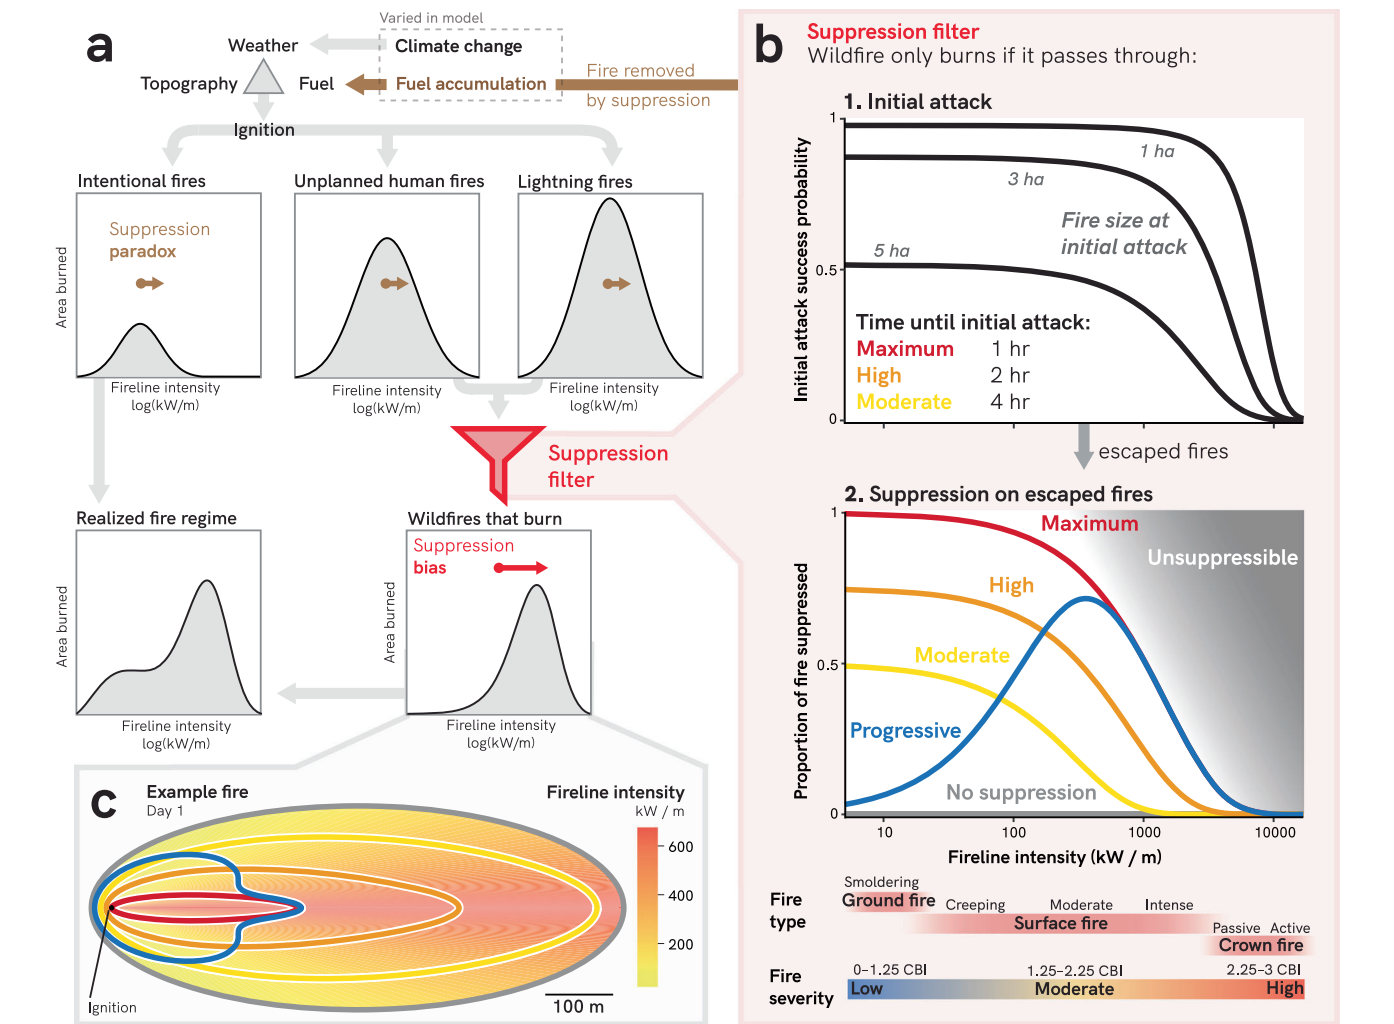 a
Varied in model
Weather
Climate change
Topography
Fuel
Fuel accumulation
Fire removed
by suppression
Ignition
Intentional fires
Unplanned human fires
Lightning fires
Suppression
paradox
Area burned
Fireline intensity
log(kW/m)
Fireline intensity
log(kW/m)
Fireline intensity
log(kW/m)
Suppression
filter
Realized fire regime
Wildfires that burn
Suppression
bias
Area burned
Area burned
Fireline intensity
log(kW/m)
Fireline intensity
log(kW/m)
b
Suppression filter
Wildfire only burns if it passes through:
1. Initial attack
Initial attack success probability
1
0.5
0
1 ha
3 ha
5 ha
Fire size at
initial attack
Time until initial attack:
Maximum 1 hr
High 2 hr
Moderate 4 hr
escaped fires
2. Suppression on escaped fires
Proportion of fire suppressed
1
0.5
0
Maximum
Unsuppressible
High
Moderate
Progressive
No suppression
10 100 1000 10000
Fireline intensity (kW / m)
Fire
type
Smoldering
Ground fire
Creeping Moderate Intense
Surface fire
Passive Active
Crown fire
Fire
severity
0–1.25 CBI 1.25–2.25 CBI 2.25–3 CBI
Low Moderate High
c
Example fire
Day 1
Fireline intensity
kW / m
600
400
200
Ignition
100 m